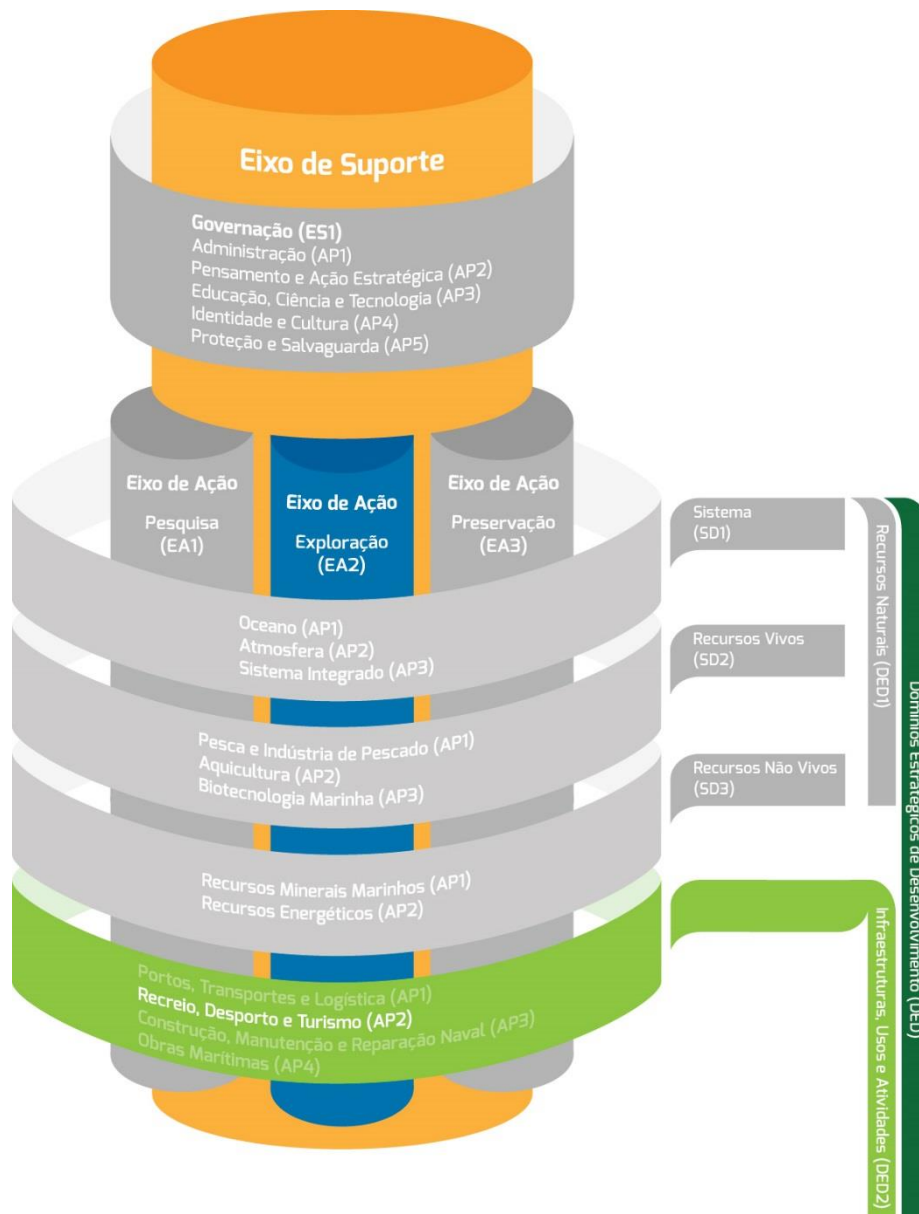 Eixo de Suporte
Governação (ES1)
Administração (AP1)
Pensamento e Ação Estratégica (AP2)
Educação, Ciência e Tecnologia (AP3)
Identidade e Cultura (AP4)
Proteção e Salvaguarda (AP5)
Eixo de Ação
Pesquisa
(EA1)
Eixo de Ação
Exploração
(EA2)
Eixo de Ação
Preservação
(EA3)
Oceano (AP1)
Atmosfera (AP2)
Sistema Integrado (AP3)
Pesca e Indústria de Pescado (AP1)
Aquicultura (AP2)
Biotecnologia Marinha (AP3)
Recursos Minerais Marinhos (AP1)
Recursos Energéticos (AP2)
Portos, Transportes e Logística (AP1)
Recreio, Desporto e Turismo (AP2)
Construção, Manutenção e Reparação Naval (AP3)
Obras Marítimas (AP4)
Sistema
(SD1)
Recursos Vivos
(SD2)
Recursos Não Vivos
(SD3)
Recursos Naturais (DED1)
Infraestruturas, Usos e Atividades (DED2)
Domínios Estratégicos de Desenvolvimento (DED)